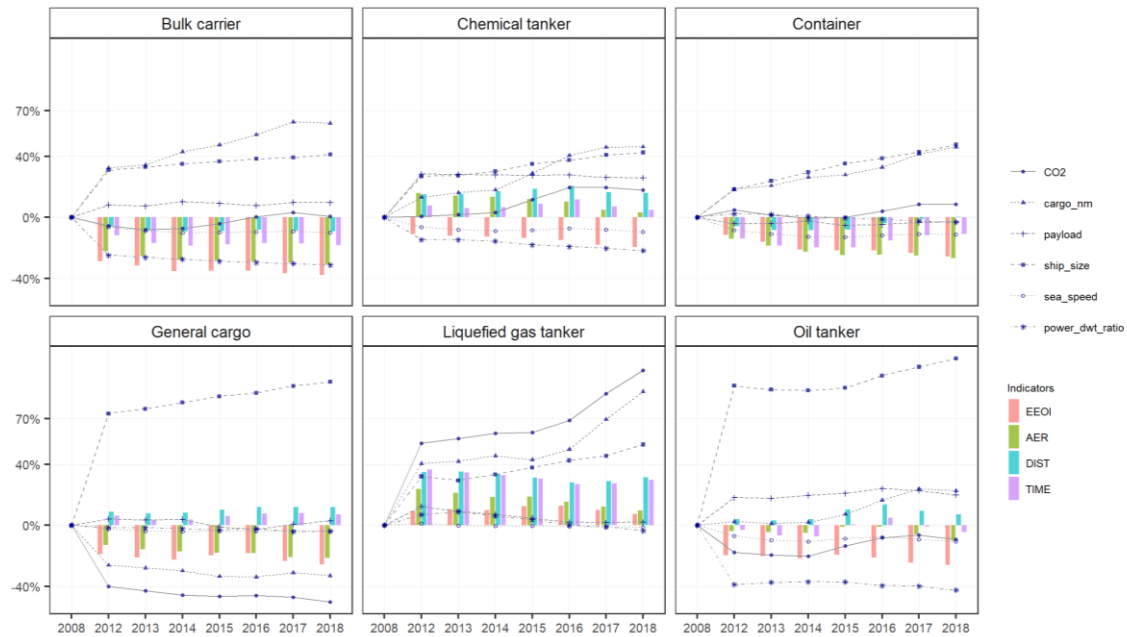 Bulk carrier
Chemical tanker
Container
70%
40%
0%
-40%
General cargo
Liquefied gas tanker
Oil tanker
70%
40%
0%
-40%
2008 2012 2013 2014 2015 2016 2017 2018
2008 2012 2013 2014 2015 2016 2017 2018
2008 2012 2013 2014 2015 2016 2017 2018
CO2
cargo_nm
payload
ship_size
sea_speed
power_dwt_ratio
Indicators
EEOI
AER
DIST
TIME